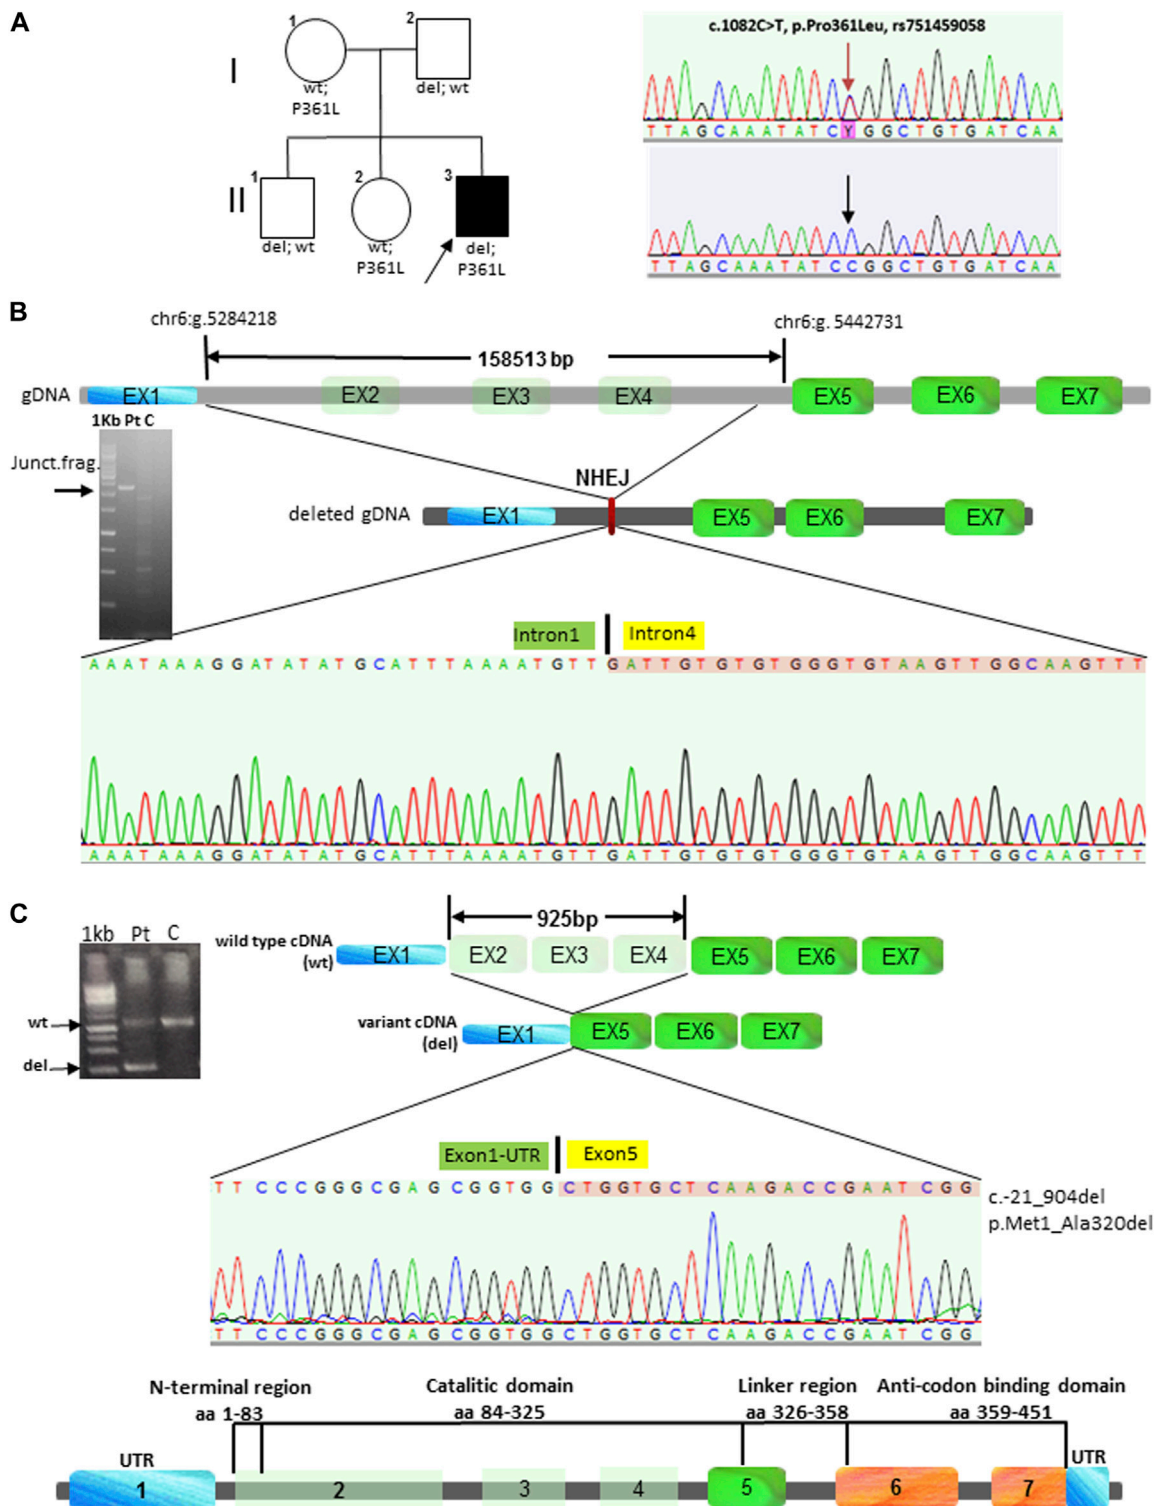 A
1
2
I
wt;
P361L
del; wt
1
2
3
II
del; wt
wt;
P361L
del;
P361L
c.1082C>T, p.Pro361Leu, rs751459058
T T A G C A A A T A T C Y G G C T G T G A T C A A
T T A G C A A A T A T C C G G C T G T G A T C A A
B
chr6:g.5284218
chr6:g. 5442731
158513 bp
gDNA
EX1 EX2 EX3 EX4 EX5 EX6 EX7
1Kb Pt C
Junct.frag.
NHEJ
deleted gDNA
EX1 EX5 EX6 EX7
Intron1
Intron4
A A A T A A A G G A T A T A T G C A T T T A A A A T G T T G A T T G T G T G T G G G T G T A A G T T G G C A A G T T T
A A A T A A A G G A T A T A T G C A T T T A A A A T G T T G A T T G T G T G T G G G T G T A A G T T G G C A A G T T T
C
1kb Pt C
wt
del
925bp
wild type cDNA
(wt)
EX1 EX2 EX3 EX4 EX5 EX6 EX7
variant cDNA
(del)
EX1 EX5 EX6 EX7
Exon1-UTR
Exon5
T T C C C G G G C G A G C G G T G G C T G G T G C T C A A G A C C G A A T C G G
c.-21_904del
p.Met1_Ala320del
T T C C C G G G C G A G C G G T G G C T G G T G C T C A A G A C C G A A T C G G
N-terminal region
aa 1-83
Catalitic domain
aa 84-325
Linker region
aa 326-358
Anti-codon binding domain
aa 359-451
UTR
UTR
1 2 3 4 5 6 7